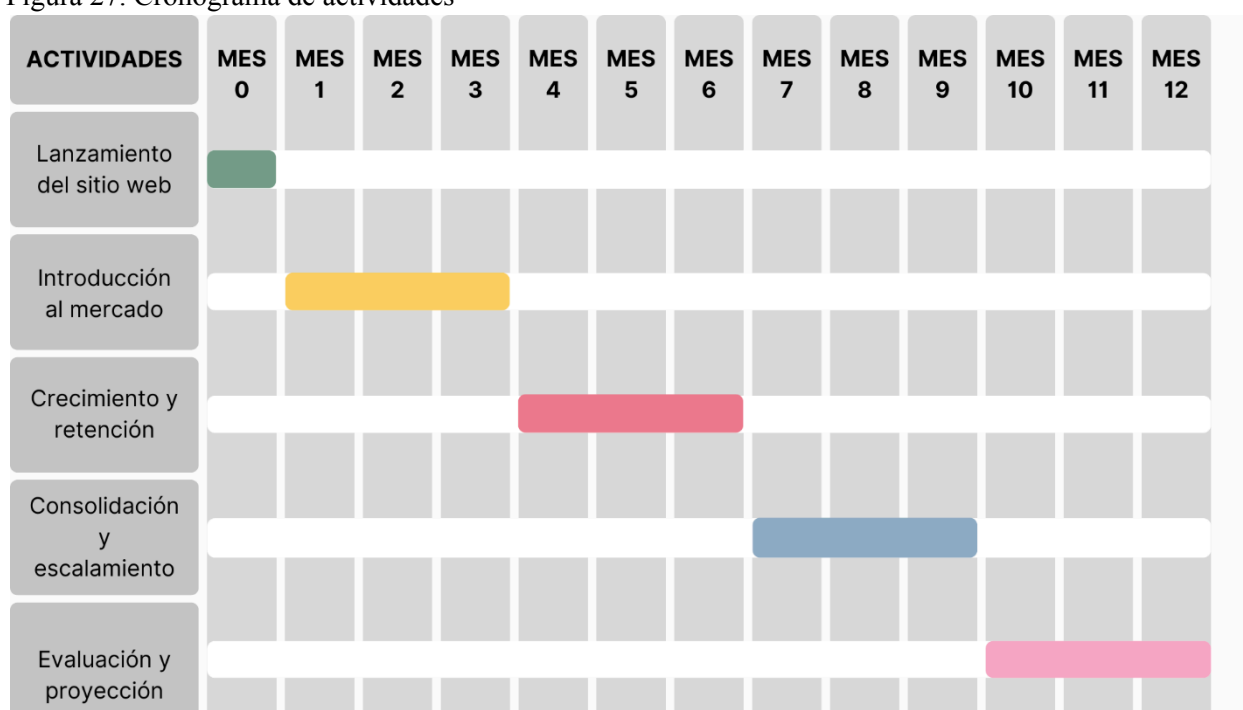 Figura 27. Cronograma de actividades
ACTIVIDADES
MES 0
MES 1
MES 2
MES 3
MES 4
MES 5
MES 6
MES 7
MES 8
MES 9
MES 10
MES 11
MES 12
Lanzamiento
del sitio web
Introducción
al mercado
Crecimiento y
retención
Consolidación
y
escalamiento
Evaluación y
proyección